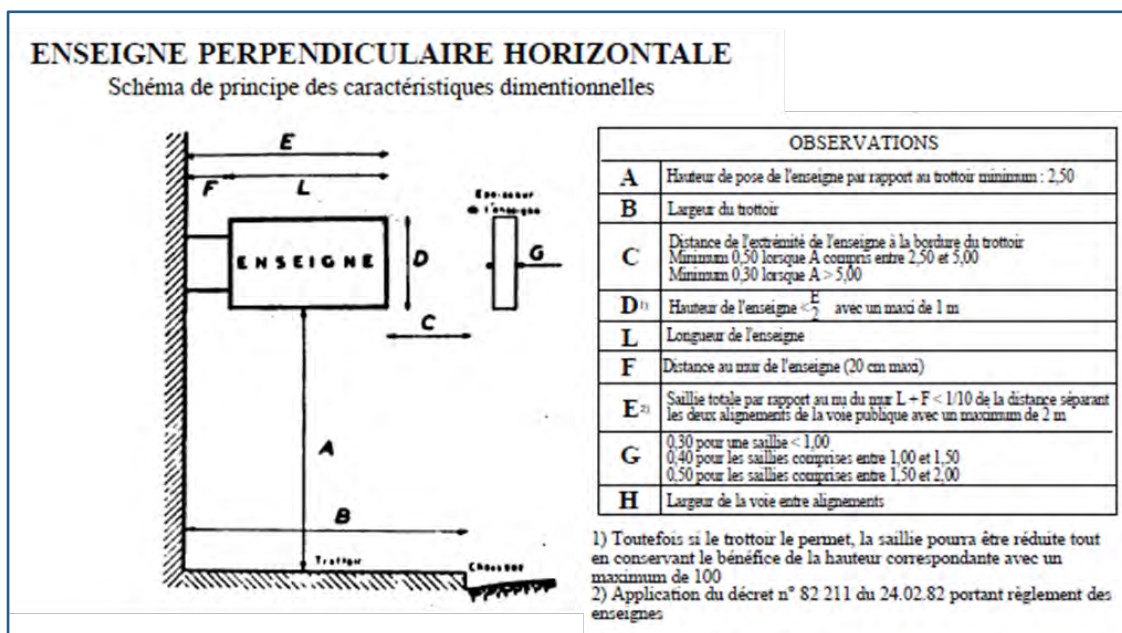 ENSEIGNE PERPENDICULAIRE HORIZONTALE
Schéma de principe des caractéristiques dimentionnelles
E
F
L
Epaisseur
de l'enseigne
ENSEIGNE
D
G
C
A
B
Trottoir
Chaussée
OBSERVATIONS
A
Hauteur de pose de l'enseigne par rapport au trottoir minimum : 2,50
B
Largeur du trottoir
C
Distance de l'extrémité de l'enseigne à la bordure du trottoir
Minimum 0,50 lorsque A compris entre 2,50 et 5,00
Minimum 0,30 lorsque A > 5,00
D 1)
Hauteur de l'enseigne < E/2 avec un maxi de 1 m
L
Longueur de l'enseigne
F
Distance au mur de l'enseigne (20 cm maxi)
E 2)
Saillie totale par rapport au nu du mur L + F < 1/10 de la distance séparant
les deux alignements de la voie publique avec un maximum de 2 m
G
0,30 pour une saillie < 1,00
0,40 pour les saillies comprises entre 1,00 et 1,50
0,50 pour les saillies comprises entre 1,50 et 2,00
H
Largeur de la voie entre alignements
1) Toutefois si le trottoir le permet, la saillie pourra être réduite tout
en conservant le bénéfice de la hauteur correspondante avec un
maximum de 100
2) Application du décret n° 82 211 du 24.02.82 portant règlement des
enseignes